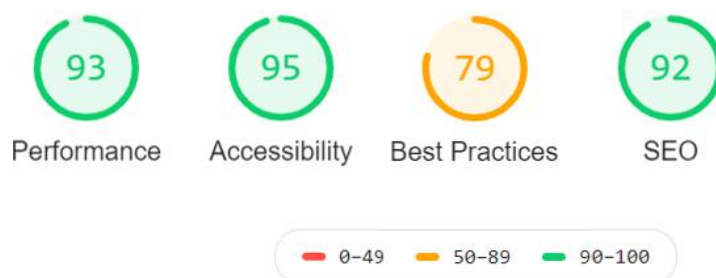 93 95 79 92
Performance Accessibility Best Practices SEO
0–49 50–89 90–100